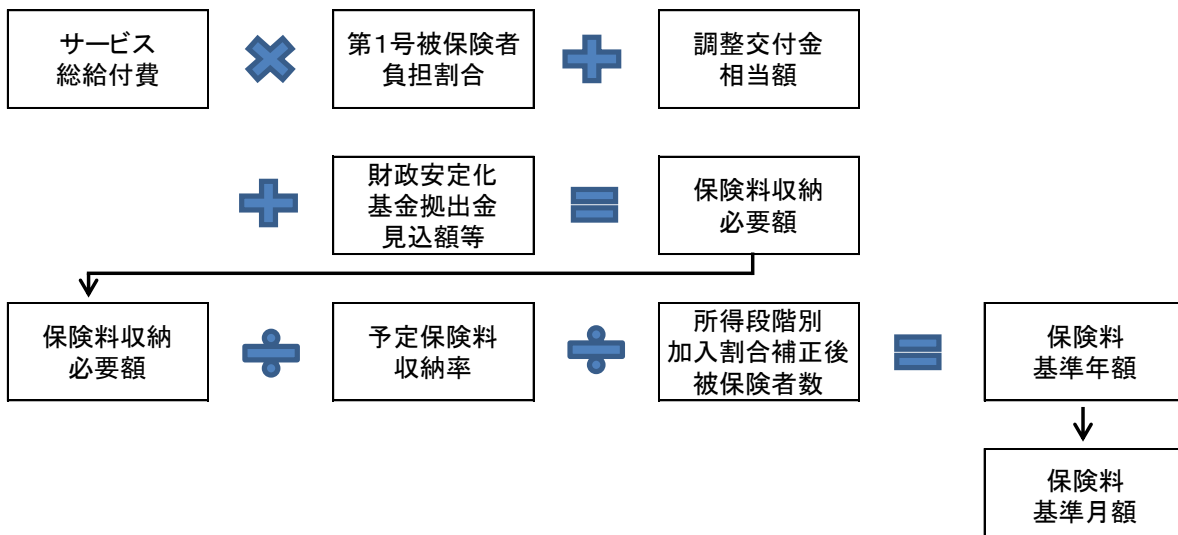 サービス
総給付費
第1号被保険者
負担割合
調整交付金
相当額
財政安定化
基金拠出金
見込額等
保険料収納
必要額
保険料収納
必要額
予定保険料
収納率
所得段階別
加入割合補正後
被保険者数
保険料
基準年額
保険料
基準月額